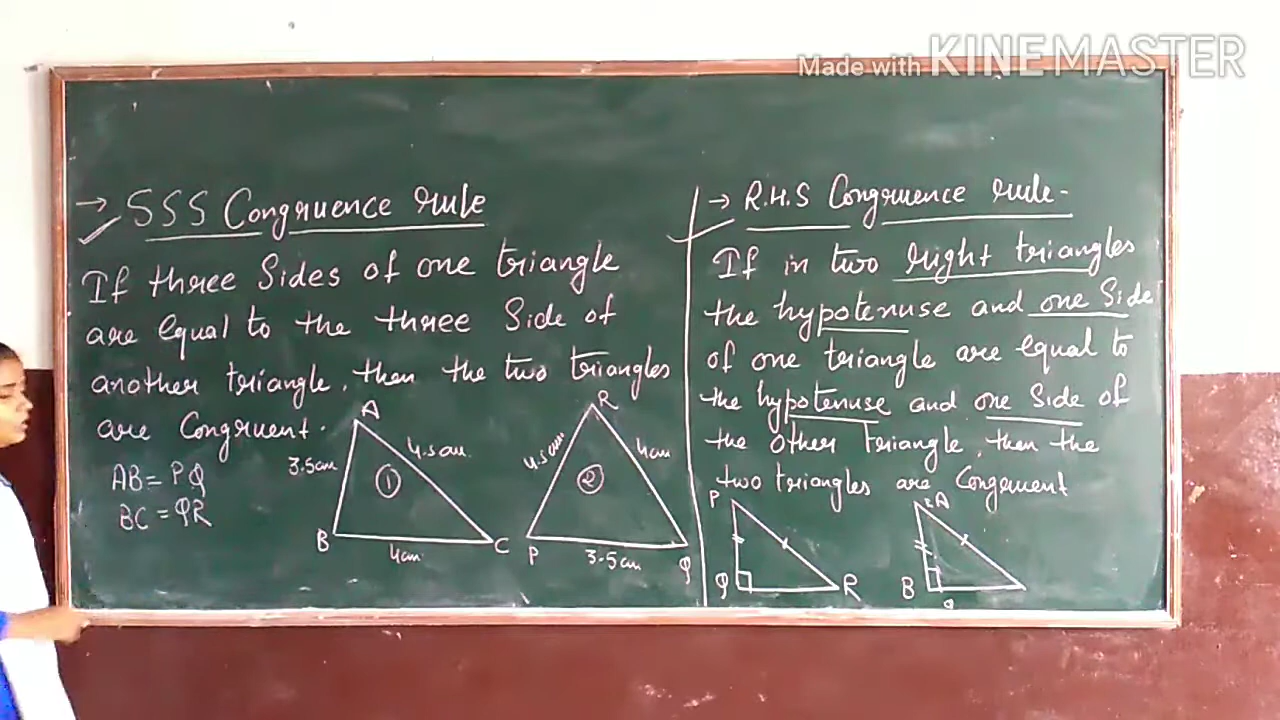 Made with KINEMASTER
→ SSS Congruence rule
If three Sides of one triangle
are equal to the three Side of
another triangle, then the two triangles
are Congruent.
AB = PQ
BC = QR
A
3.5cm
4.5cm
1
B
4cm
C
R
4.5cm
4cm
2
P
3.5cm
Q
→ R.H.S Congruence rule-
If in two right triangles
the hypotenuse and one Side
of one triangle are equal to
the hypotenuse and one Side of
the other triangle, then the
two triangles are Congruent
P
Q
R
A
B